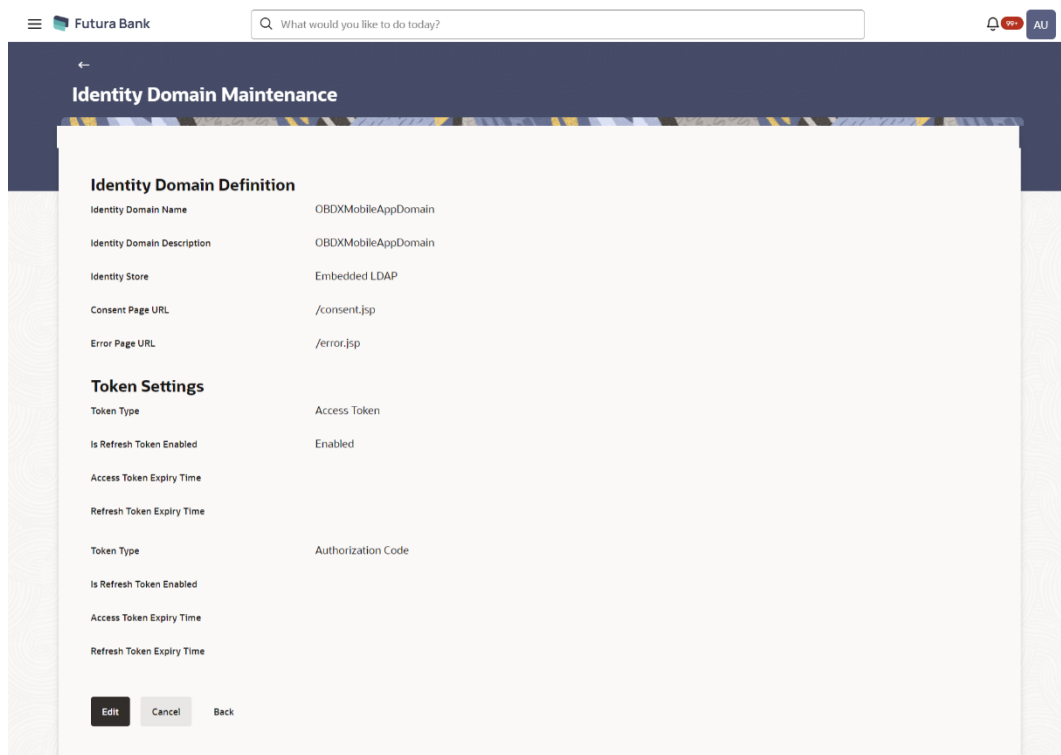 Futura Bank
What would you like to do today?
99+
AU
Identity Domain Maintenance
Identity Domain Definition
Identity Domain Name OBDXMobileAppDomain
Identity Domain Description OBDXMobileAppDomain
Identity Store Embedded LDAP
Consent Page URL /consent.jsp
Error Page URL /error.jsp
Token Settings
Token Type Access Token
Is Refresh Token Enabled Enabled
Access Token Expiry Time
Refresh Token Expiry Time
Token Type Authorization Code
Is Refresh Token Enabled
Access Token Expiry Time
Refresh Token Expiry Time
Edit Cancel Back